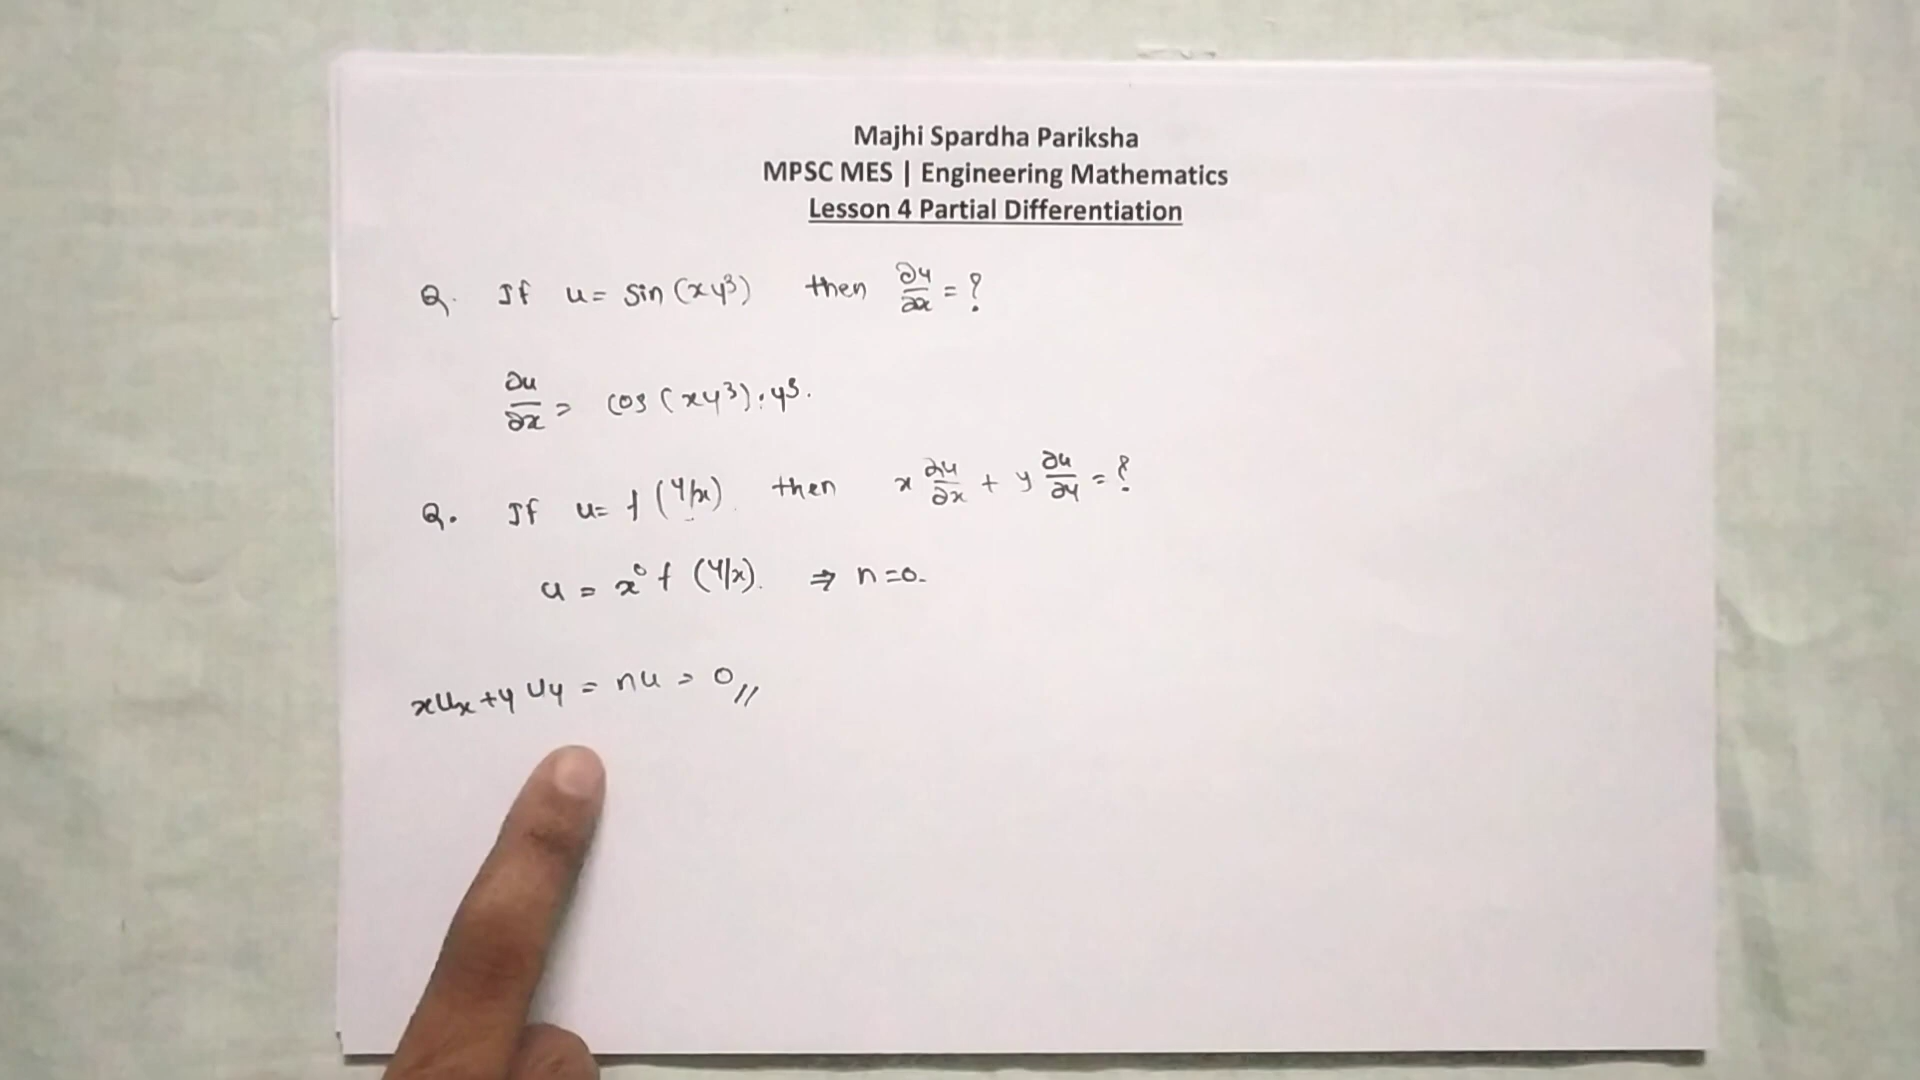 Majhi Spardha Pariksha
MPSC MES | Engineering Mathematics
Lesson 4 Partial Differentiation
Q. If u = sin (xy³) then ∂u/∂x = ?
∂u/∂x = cos (xy³) . y³.
Q. If u = f (y/x) then x ∂u/∂x + y ∂u/∂y = ?
u = x⁰ f (y/x). ⇒ n = 0.
xUx + y Uy = nu = 0 //